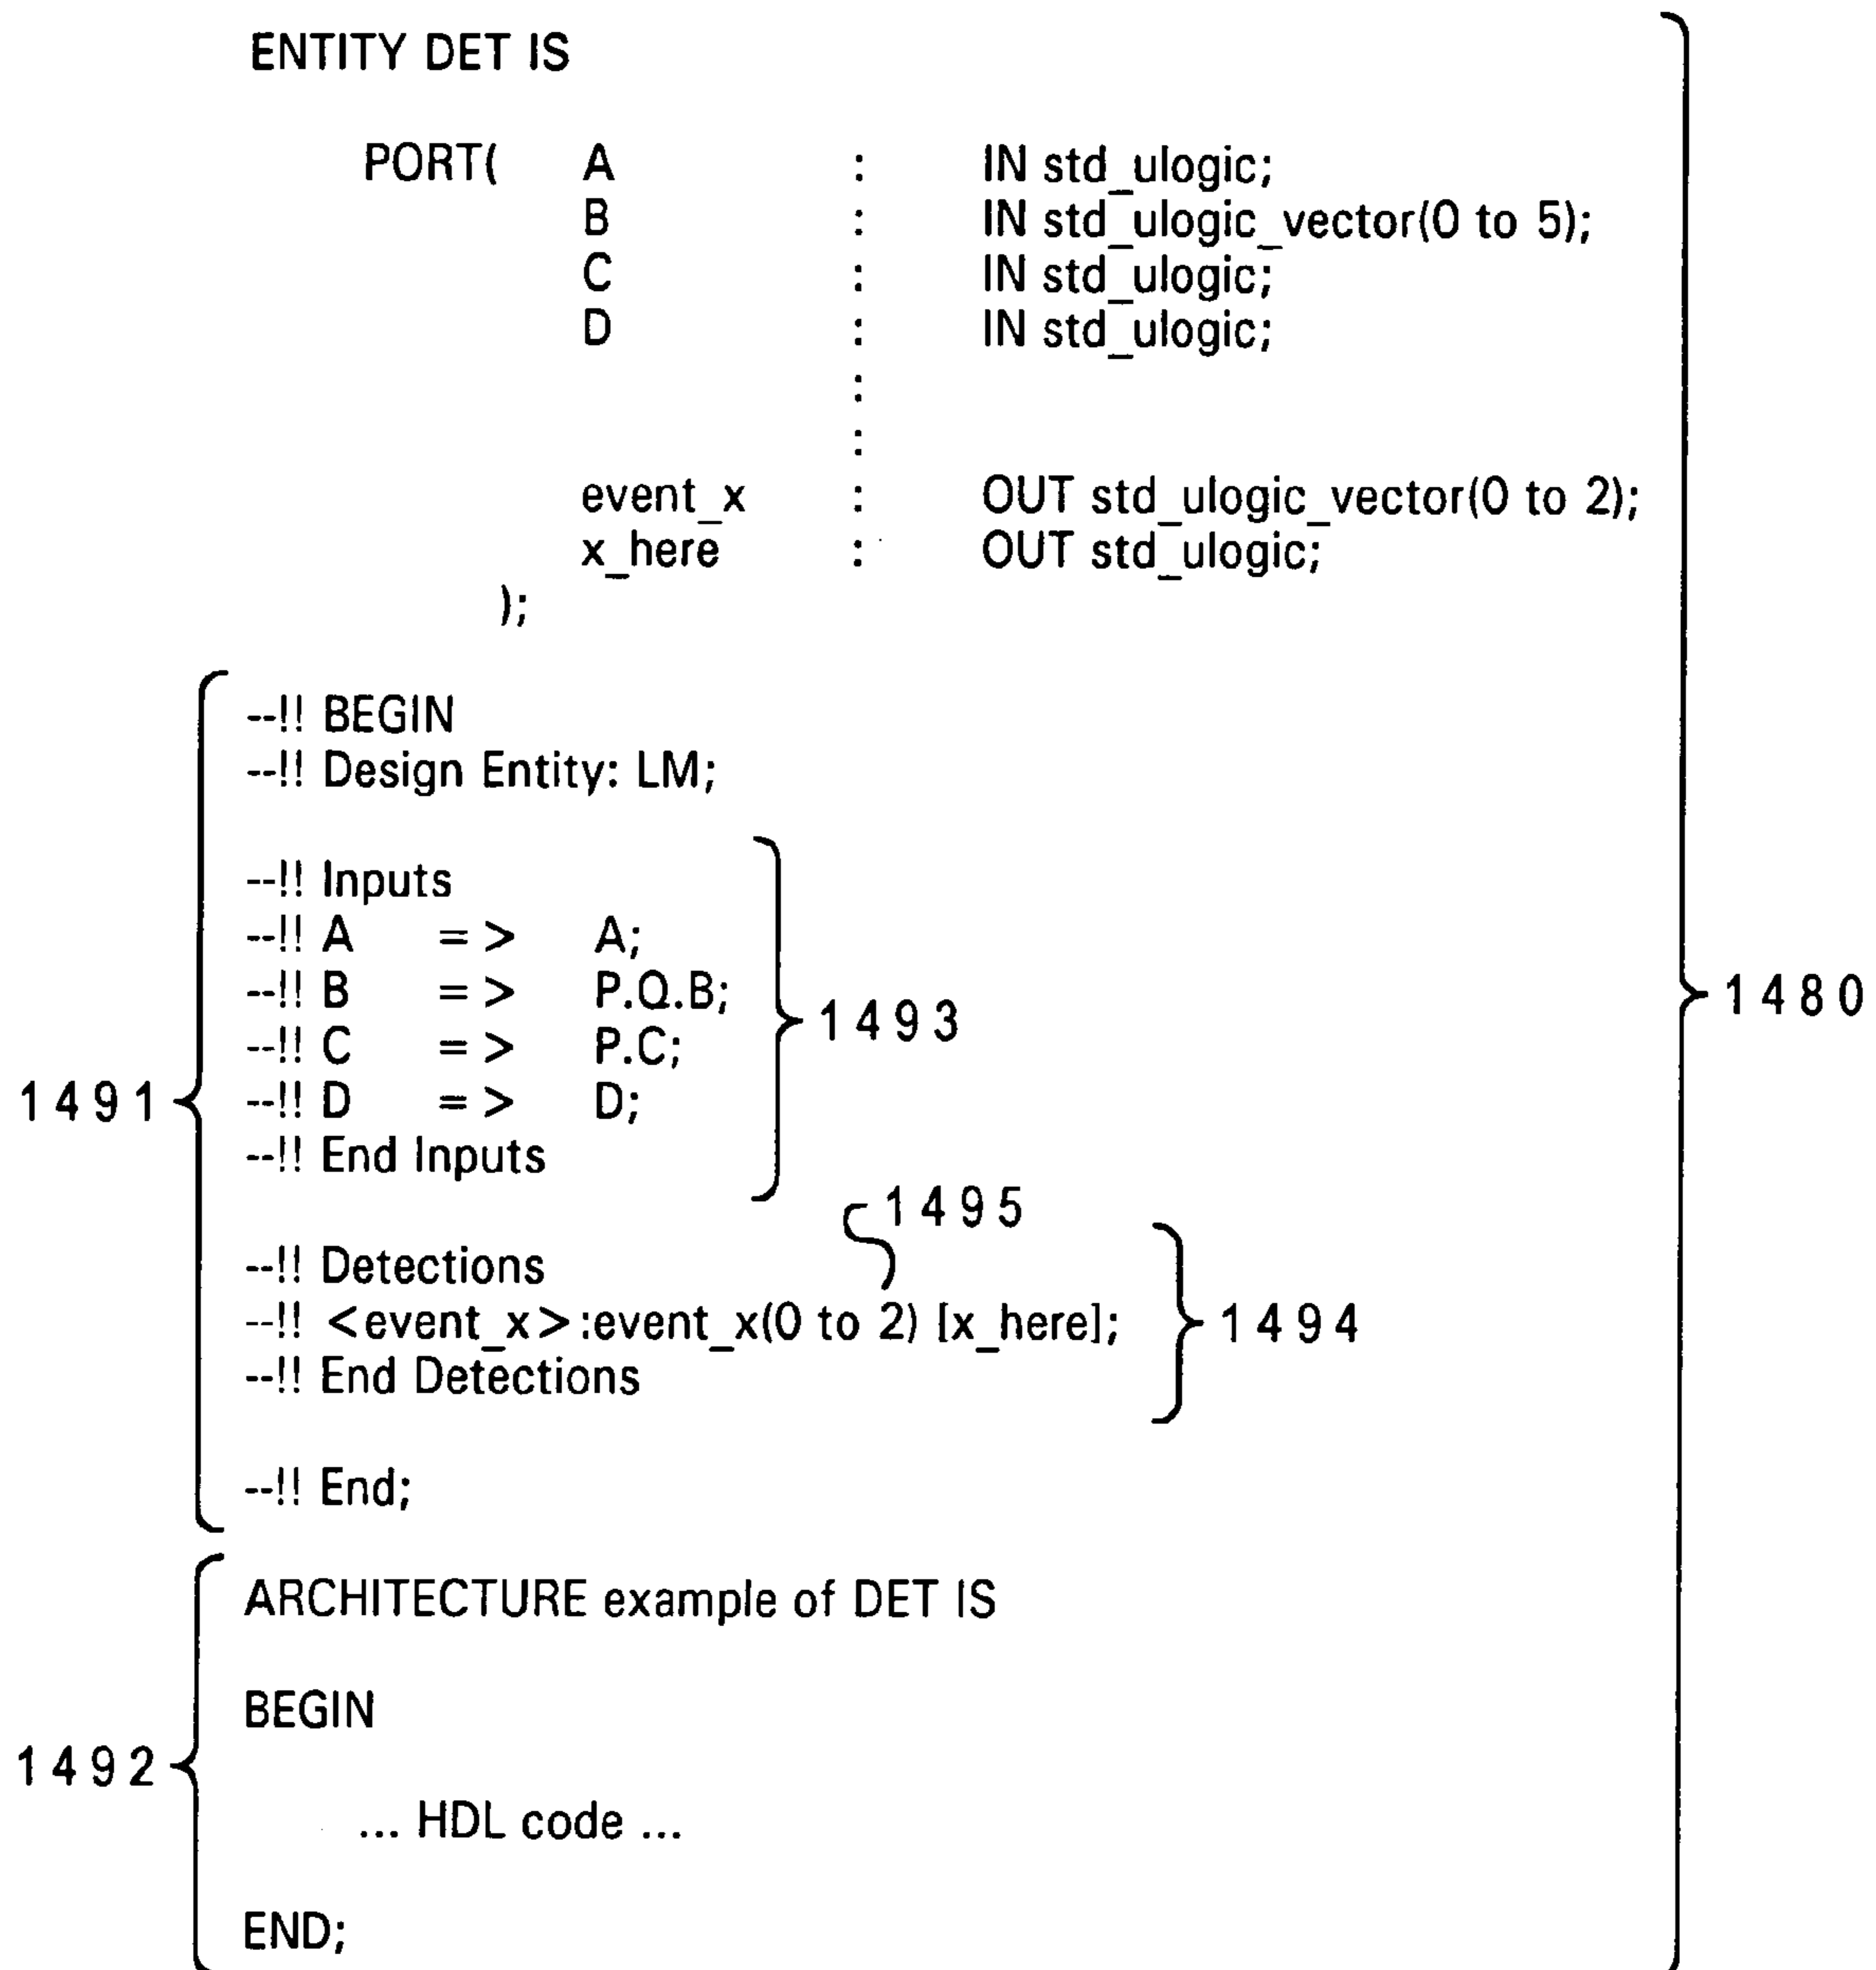 ENTITY DET IS
PORT( A : IN std_ulogic;
B : IN std_ulogic_vector(0 to 5);
C : IN std_ulogic;
D : IN std_ulogic;
:
:
event_x : OUT std_ulogic_vector(0 to 2);
x_here : OUT std_ulogic;
);
--!! BEGIN
--!! Design Entity: LM;
--!! Inputs
--!! A => A;
--!! B => P.Q.B;
1480
--!! C => P.C;
1493
--!! D => D;
1491
--!! End Inputs
1495
--!! Detections
--!! <event_x>:event_x(0 to 2) [x_here];
1494
--!! End Detections
--!! End;
ARCHITECTURE example of DET IS
BEGIN
1492
... HDL code ...
END;